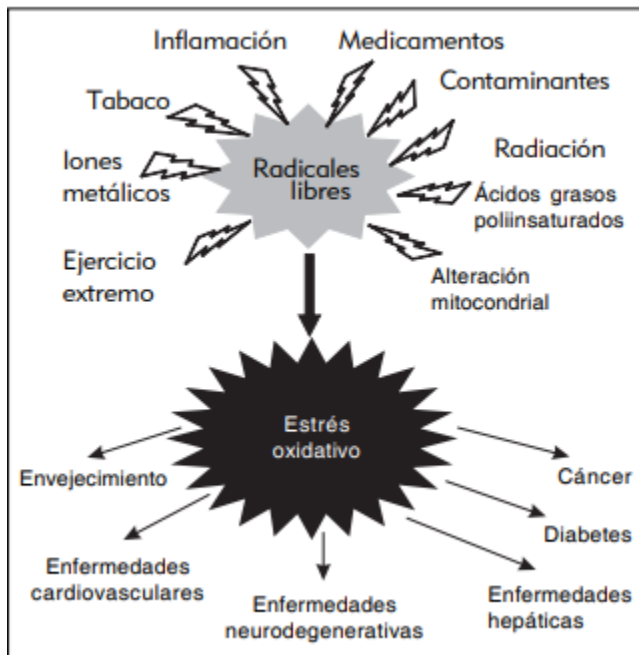 Inflamación
Medicamentos
Contaminantes
Tabaco
Radiación
Radicales
libres
Iones
metálicos
Ácidos grasos
poliinsaturados
Ejercicio
extremo
Alteración
mitocondrial
Estrés
oxidativo
Envejecimiento
Cáncer
Diabetes
Enfermedades
cardiovasculares
Enfermedades
neurodegenerativas
Enfermedades
hepáticas